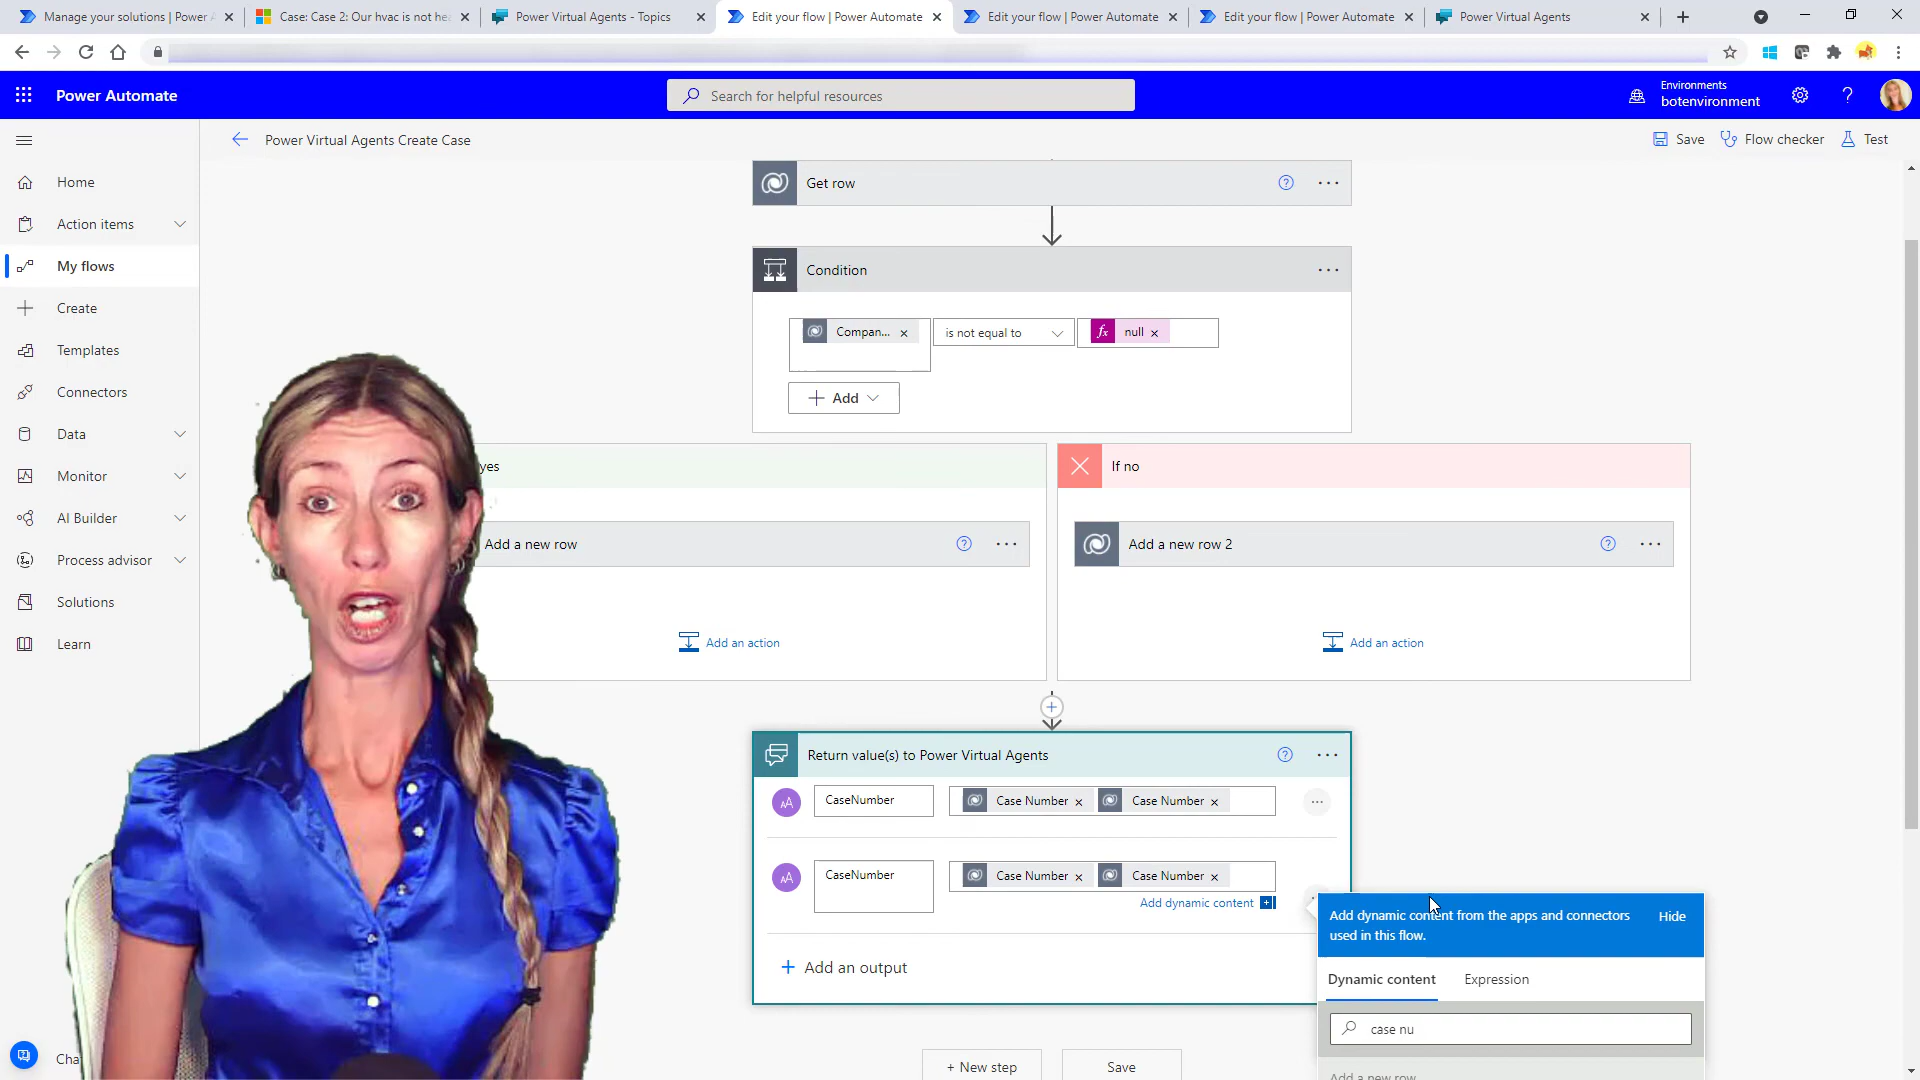 Manage your solutions | Power A
Case: Case 2: Our hvac is not hea
Power Virtual Agents - Topics
Edit your flow | Power Automate
Edit your flow | Power Automate
Edit your flow | Power Automate
Power Virtual Agents
Power Automate
Search for helpful resources
Environments
botenvironment
Power Virtual Agents Create Case
Save
Flow checker
Test
Home
Action items
My flows
Create
Templates
Connectors
Data
Monitor
AI Builder
Process advisor
Solutions
Learn
Cha
Get row
Condition
Compan...
is not equal to
fx null
Add
yes
If no
Add a new row
Add a new row 2
Add an action
Add an action
Return value(s) to Power Virtual Agents
CaseNumber
Case Number
Case Number
CaseNumber
Case Number
Case Number
Add dynamic content
Add an output
+ New step
Save
Add dynamic content from the apps and connectors
used in this flow.
Hide
Dynamic content
Expression
case nu
Add a new row